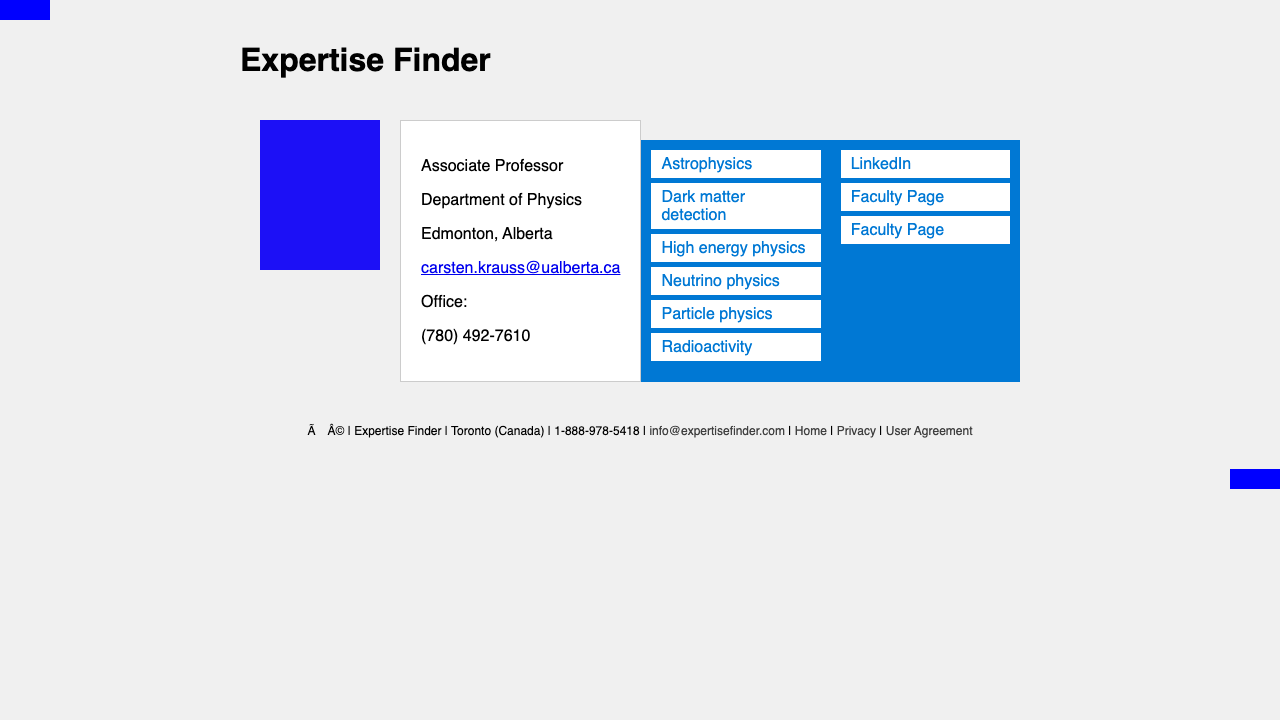 Expertise Finder
Associate Professor
Department of Physics
Edmonton, Alberta
carsten.krauss@ualberta.ca
Office:
(780) 492-7610
Astrophysics
Dark matter
detection
High energy physics
Neutrino physics
Particle physics
Radioactivity
LinkedIn
Faculty Page
Faculty Page
Ã Â© | Expertise Finder | Toronto (Canada) | 1-888-978-5418 | info@expertisefinder.com | Home | Privacy | User Agreement